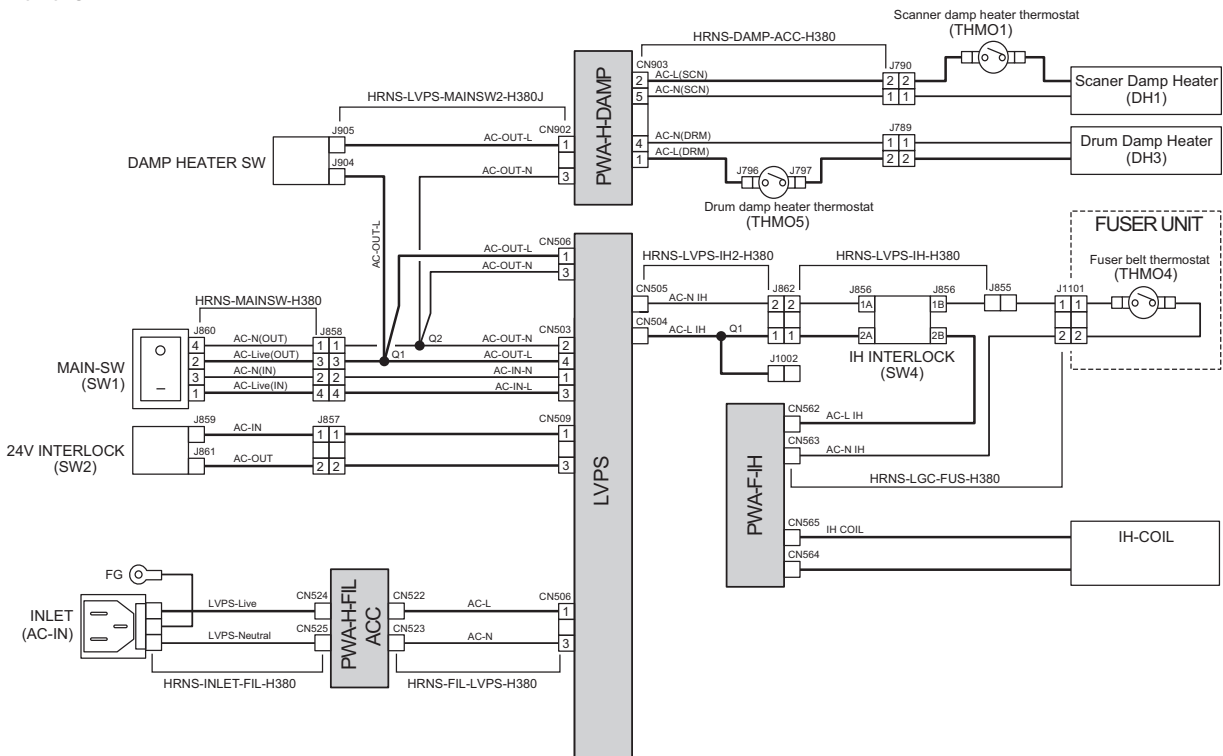 Scanner damp heater thermostat
(THMO1)
HRNS-DAMP-ACC-H380
CN903
2 AC-L(SCN)
5 AC-N(SCN)
J790
2 2
1 1
Scaner Damp Heater
(DH1)
PWA-H-DAMP
HRNS-LVPS-MAINSW2-H380J
J905
AC-OUT-L
CN902
1
DAMP HEATER SW
J904
AC-OUT-N
3
4 AC-N(DRM)
1 AC-L(DRM)
J789
1 1
2 2
Drum Damp Heater
(DH3)
J796
J797
Drum damp heater thermostat
(THMO5)
AC-OUT-L
AC-OUT-L
CN506
1
AC-OUT-N
3
LVPS
HRNS-LVPS-IH2-H380
HRNS-LVPS-IH-H380
FUSER UNIT
Fuser belt thermostat
(THMO4)
CN505
AC-N IH
J862
2 2
J856
1A
J856
1B
J855
J1101
1 1
CN504
AC-L IH
Q1
1 1
2A
2B
2 2
IH INTERLOCK
(SW4)
J1002
HRNS-MAINSW-H380
J860
J858
MAIN-SW
(SW1)
4 AC-N(OUT) 1 1
Q2
AC-OUT-N
CN503
2
2 AC-Live(OUT) 3 3
Q1
AC-OUT-L
4
3 AC-N(IN) 2 2
AC-IN-N
1
1 AC-Live(IN) 4 4
AC-IN-L
3
24V INTERLOCK
(SW2)
J859
AC-IN
J857
1 1
CN509
1
J861
AC-OUT
2 2
3
PWA-F-IH
CN562
AC-L IH
CN563
AC-N IH
HRNS-LGC-FUS-H380
CN565
IH COIL
CN564
IH-COIL
FG
INLET
(AC-IN)
LVPS-Live
CN524
LVPS-Neutral
CN525
PWA-H-FIL
ACC
CN522
AC-L
CN506
1
CN523
AC-N
3
HRNS-INLET-FIL-H380
HRNS-FIL-LVPS-H380